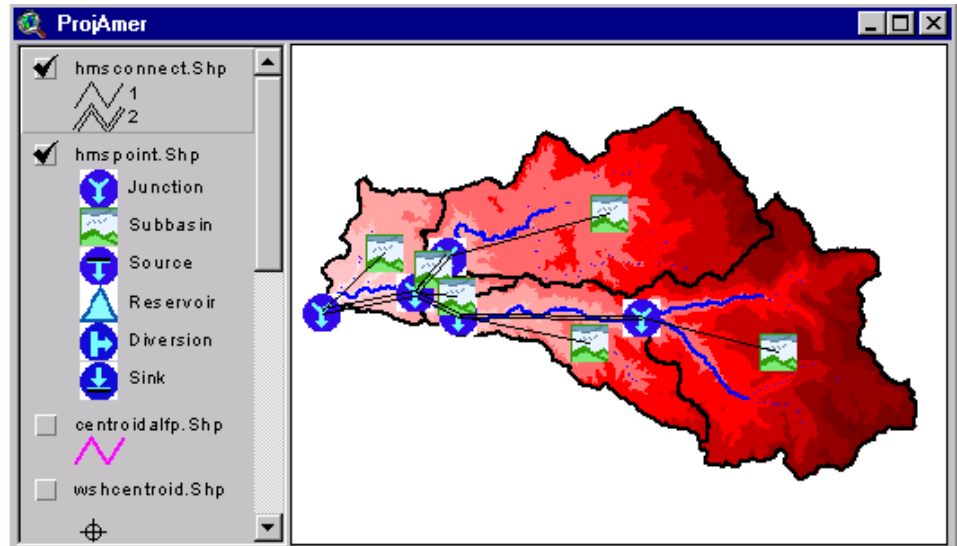 ProjAmer
hmsconnect.Shp
1
2
hmspoint.Shp
Junction
Subbasin
Source
Reservoir
Diversion
Sink
centroidalfp.Shp
wshcentroid.Shp